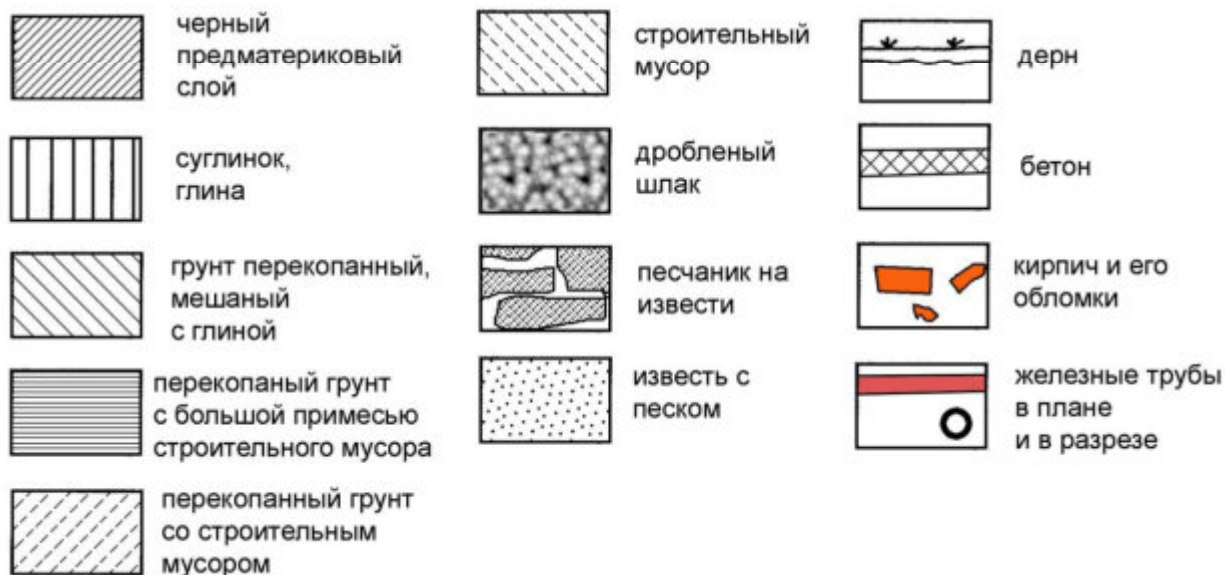 черный
предматериковый
слой
суглинок,
глина
грунт перекопанный,
мешаный
с глиной
перекопаный грунт
с большой примесью
строительного мусора
перекопанный грунт
со строительным
мусором
строительный
мусор
дробленый
шлак
песчаник на
извести
известь с
песком
дерн
бетон
кирпич и его
обломки
железные трубы
в плане
и в разрезе